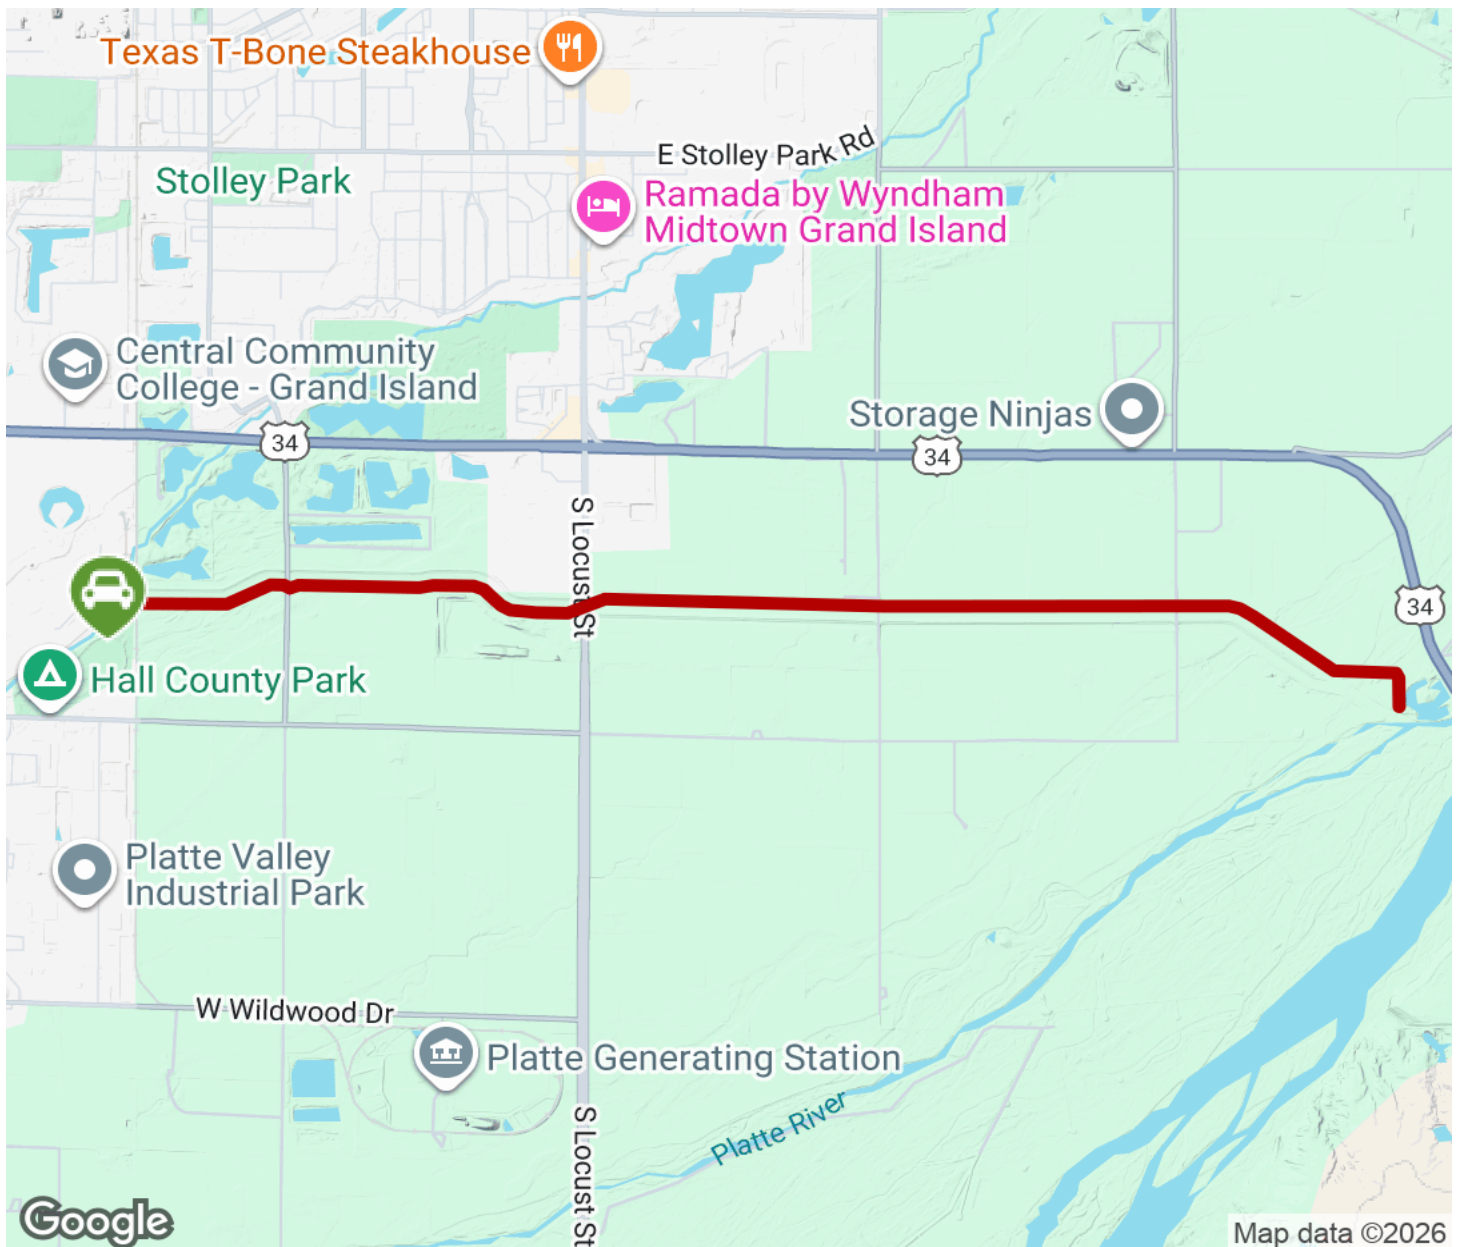 Texas T-Bone Steakhouse
E Stolley Park Rd
Stolley Park
Ramada by Wyndham
Midtown Grand Island
Central Community
College - Grand Island
Storage Ninjas
34
34
S Locust St
34
Hall County Park
Platte Valley
Industrial Park
W Wildwood Dr
Platte Generating Station
Platte River
S Locust St
Google
Map data ©2026